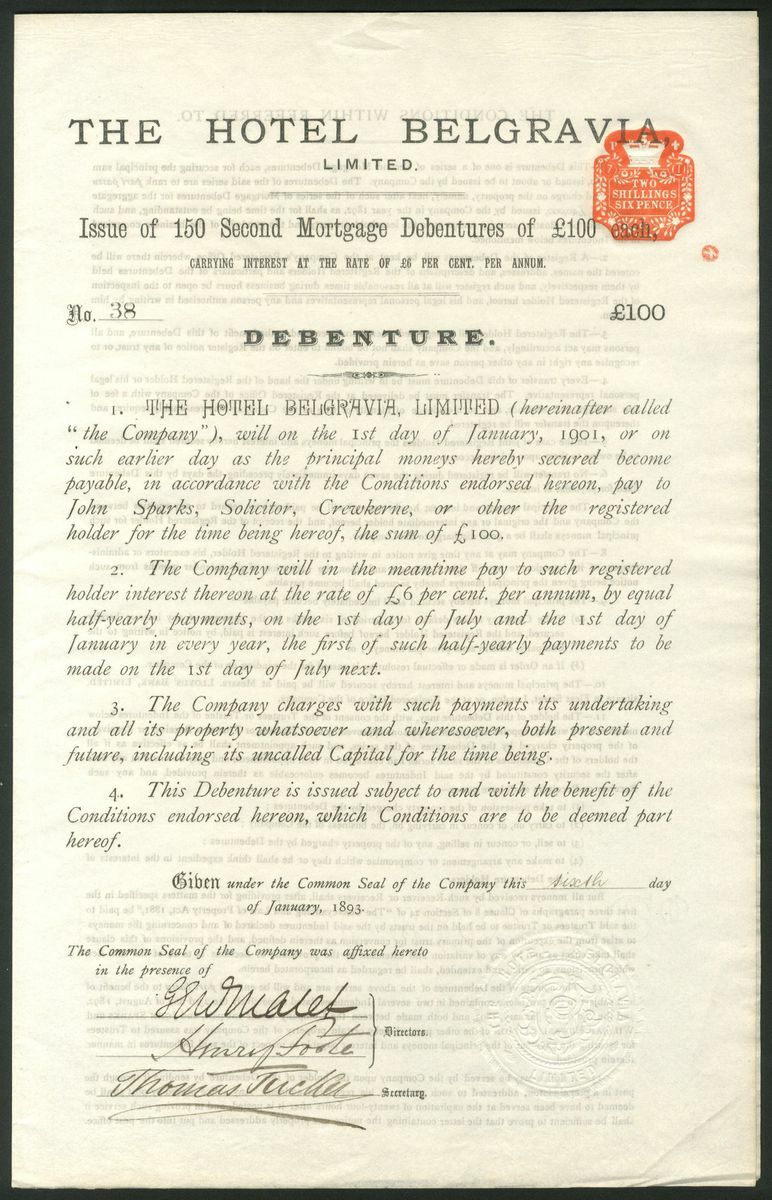 THE HOTEL BELGRAVIA,
LIMITED.
TWO
SHILLINGS
SIX PENCE
Issue of 150 Second Mortgage Debentures of £100 each,
CARRYING INTEREST AT THE RATE OF £6 PER CENT. PER ANNUM.
No. 38 £100
DEBENTURE.
1. THE HOTEL BELGRAVIA, LIMITED (hereinafter called
"the Company"), will on the 1st day of January, 1901, or on
such earlier day as the principal moneys hereby secured become
payable, in accordance with the Conditions endorsed hereon, pay to
John Sparks, Solicitor, Crewkerne, or other the registered
holder for the time being hereof, the sum of £100.
2. The Company will in the meantime pay to such registered
holder interest thereon at the rate of £6 per cent. per annum, by equal
half-yearly payments, on the 1st day of July and the 1st day of
January in every year, the first of such half-yearly payments to be
made on the 1st day of July next.
3. The Company charges with such payments its undertaking
and all its property whatsoever and wheresoever, both present and
future, including its uncalled Capital for the time being.
4. This Debenture is issued subject to and with the benefit of the
Conditions endorsed hereon, which Conditions are to be deemed part
hereof.
Given under the Common Seal of the Company this sixth day
of January, 1893.
The Common Seal of the Company was affixed hereto
in the presence of
Malet
Henry Poole
Directors.
Thomas Tucker
Secretary.